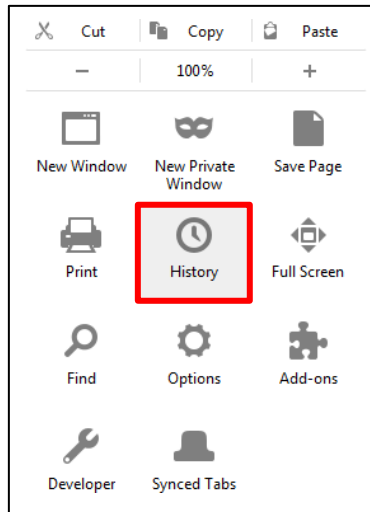 Cut Copy Paste
− 100% +
New Window New Private Window Save Page
Print History Full Screen
Find Options Add-ons
Developer Synced Tabs